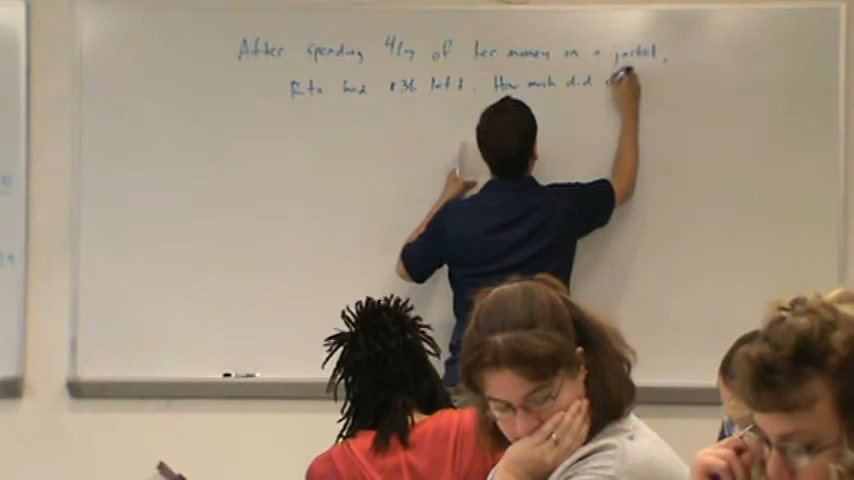 After spending 4/7 of her money on a jacket,
Rita had $36 left. How much did